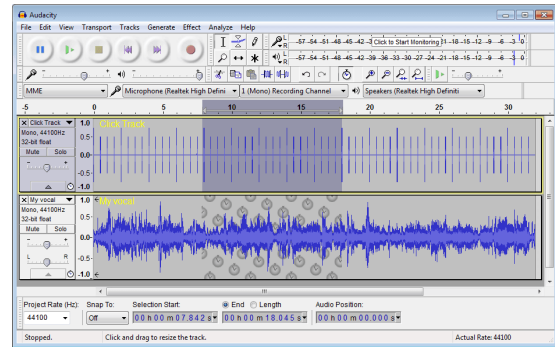 Audacity
File Edit View Transport Tracks Generate Effect Analyze Help
L R -57 -54 -51 -48 -45 -42 -3 Click to Start Monitoring -21 -18 -15 -12 -9 -6 -3 0
L R -57 -54 -51 -48 -45 -42 -39 -36 -33 -30 -27 -24 -21 -18 -15 -12 -9 -6 -3 0
MME Microphone (Realtek High Defini 1 (Mono) Recording Channel Speakers (Realtek High Definiti
-5 0 5 10 15 20 25 30
Click Track 1.0 Click Track
Mono, 44100Hz
32-bit float 0.5
Mute Solo
0.0
- + -0.5
-1.0
My vocal 1.0 My vocal
Mono, 44100Hz
32-bit float 0.5
Mute Solo
- + 0.0
L R -0.5
-1.0
Project Rate (Hz): Snap To: Selection Start: End Length Audio Position:
44100 Off 00 h 00 m 07.842 s 00 h 00 m 18.045 s 00 h 00 m 00.000 s
Stopped. Click and drag to resize the track. Actual Rate: 44100